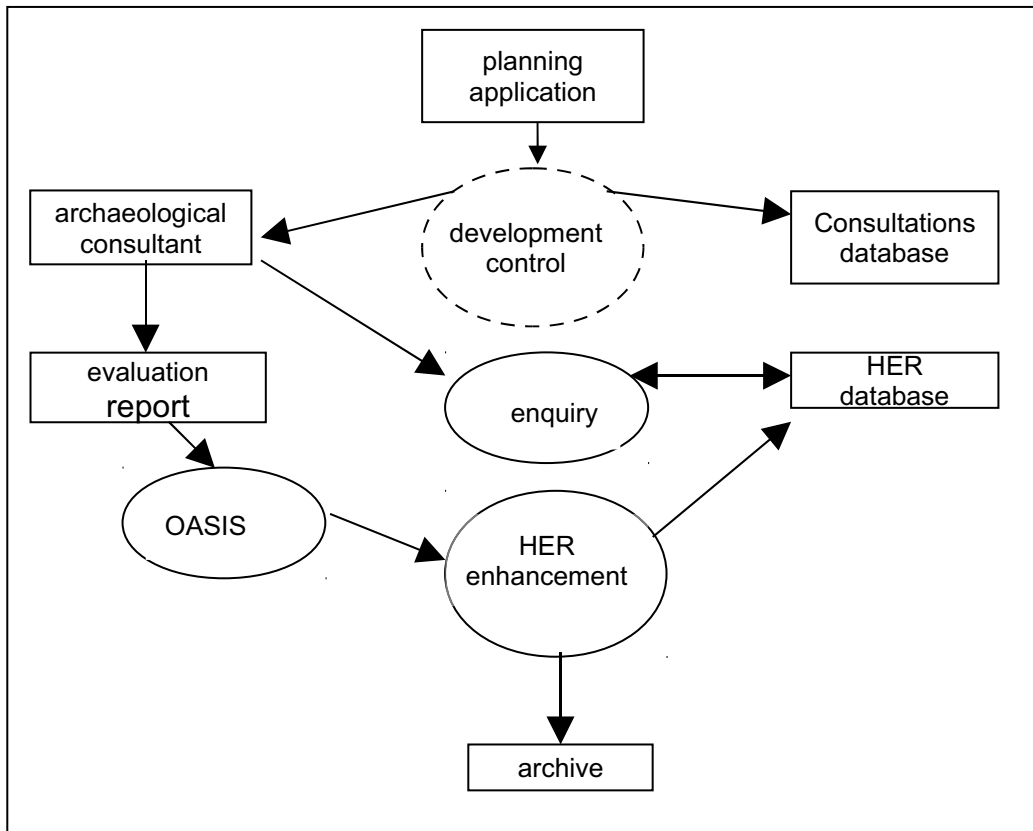 planning
application
archaeological
consultant
development
control
Consultations
database
evaluation
report
enquiry
HER
database
OASIS
HER
enhancement
archive